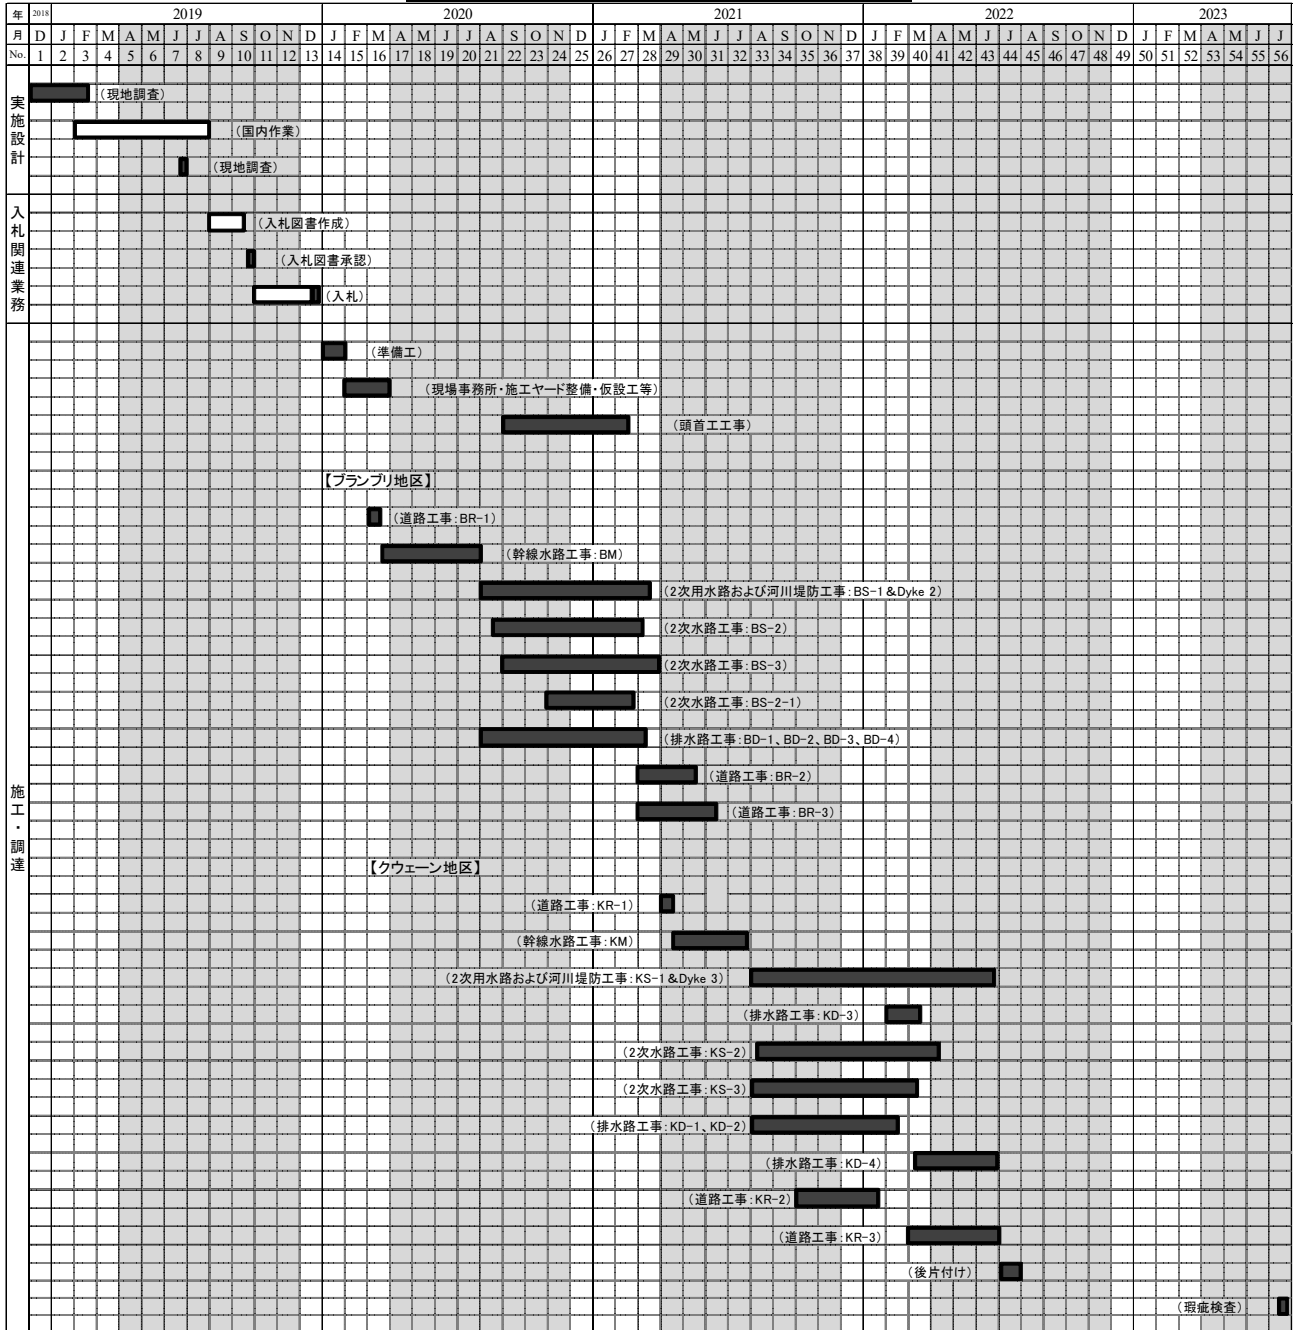 年 2018 2019 2020 2021 2022 2023
月 D J F M A M J J A S O N D J F M A M J J A S O N D J F M A M J J A S O N D J F M A M J J A S O N D J F M A M J J
No. 1 2 3 4 5 6 7 8 9 10 11 12 13 14 15 16 17 18 19 20 21 22 23 24 25 26 27 28 29 30 31 32 33 34 35 36 37 38 39 40 41 42 43 44 45 46 47 48 49 50 51 52 53 54 55 56
実施設計
（現地調査）
（国内作業）
（現地調査）
入札関連業務
（入札図書作成）
（入札図書承認）
（入札）
施工・調達
（準備工）
（現場事務所・施工ヤード整備・仮設工等）
（頭首工工事）
【ブランブリ地区】
（道路工事：BR-1）
（幹線水路工事：BM）
（2次用水路および河川堤防工事：BS-1＆Dyke 2）
（2次水路工事：BS-2）
（2次水路工事：BS-3）
（2次水路工事：BS-2-1）
（排水路工事：BD-1、BD-2、BD-3、BD-4）
（道路工事：BR-2）
（道路工事：BR-3）
【クウェーン地区】
（道路工事：KR-1）
（幹線水路工事：KM）
（2次用水路および河川堤防工事：KS-1＆Dyke 3）
（排水路工事：KD-3）
（2次水路工事：KS-2）
（2次水路工事：KS-3）
（排水路工事：KD-1、KD-2）
（排水路工事：KD-4）
（道路工事：KR-2）
（道路工事：KR-3）
（後片付け）
（瑕疵検査）